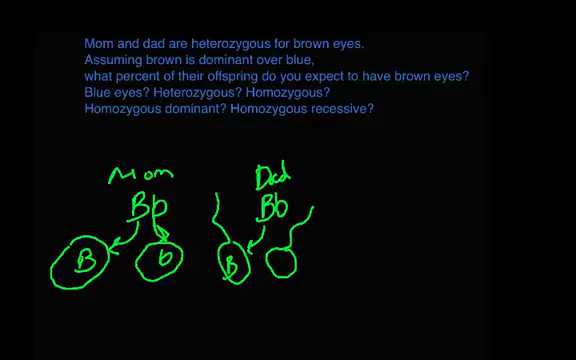 Mom and dad are heterozygous for brown eyes.
Assuming brown is dominant over blue,
what percent of their offspring do you expect to have brown eyes?
Blue eyes? Heterozygous? Homozygous?
Homozygous dominant? Homozygous recessive?
Mom Dad
Bb Bb
B b B